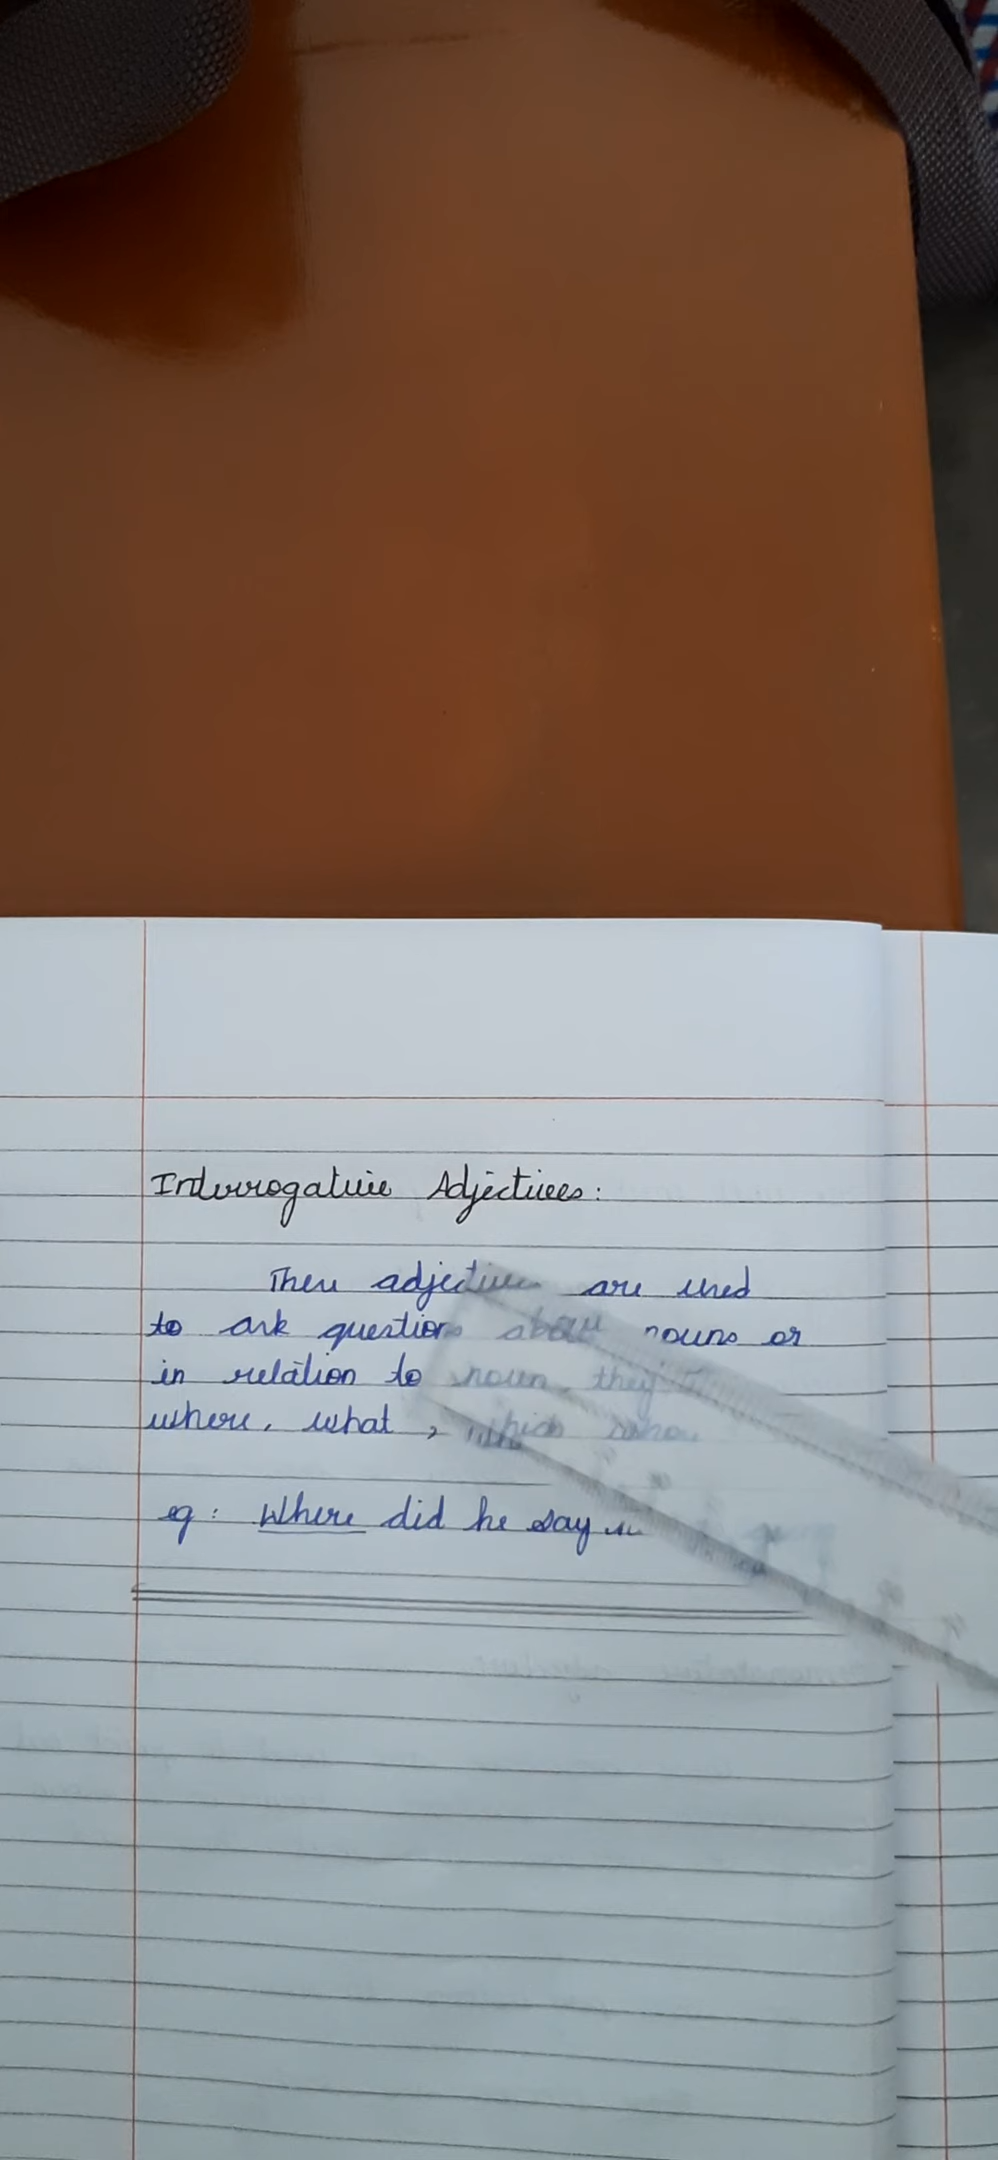 Interrogative Adjectives:
These adjectives are used
to ask questions about nouns or
in relation to noun, they
where, what, which
eg: Where did he say